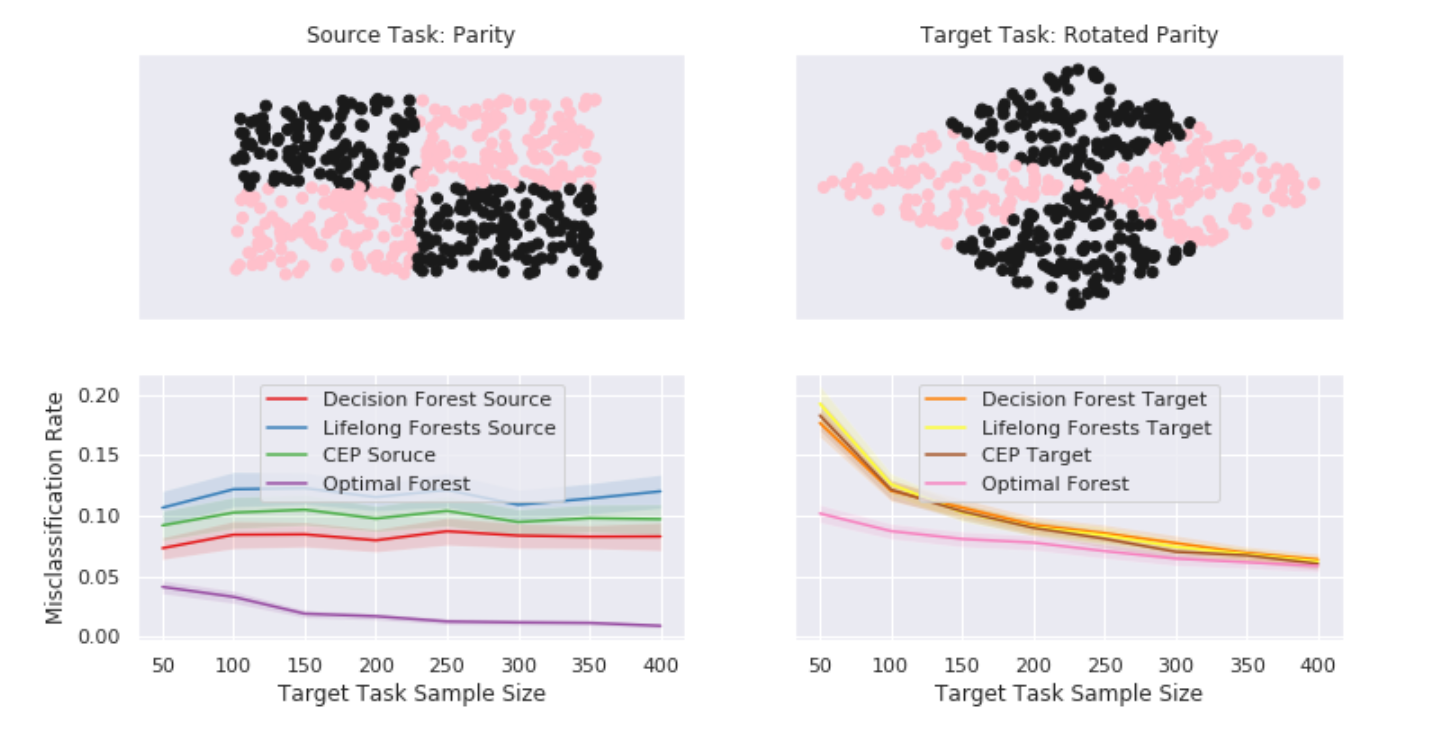 Source Task: Parity
Target Task: Rotated Parity
Misclassification Rate
0.20
0.15
0.10
0.05
0.00
Decision Forest Source
Lifelong Forests Source
CEP Soruce
Optimal Forest
50 100 150 200 250 300 350 400
Target Task Sample Size
Decision Forest Target
Lifelong Forests Target
CEP Target
Optimal Forest
50 100 150 200 250 300 350 400
Target Task Sample Size